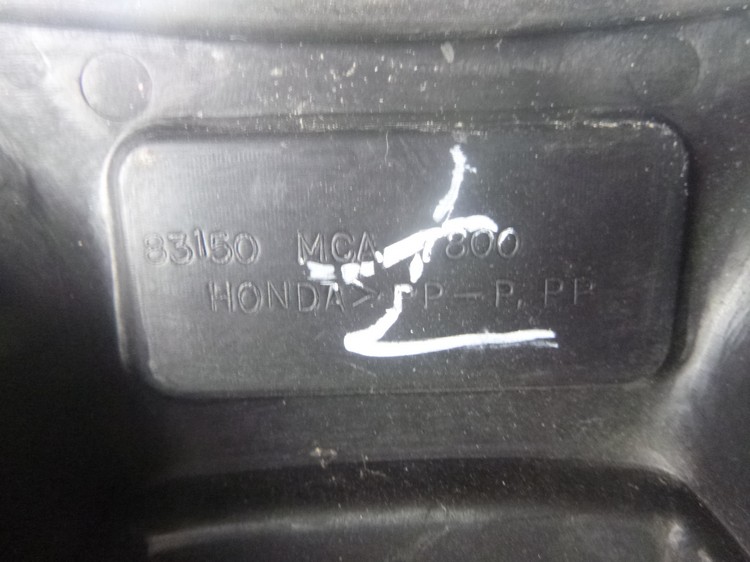 83150 MCA 800
HONDA >PP-P, PP